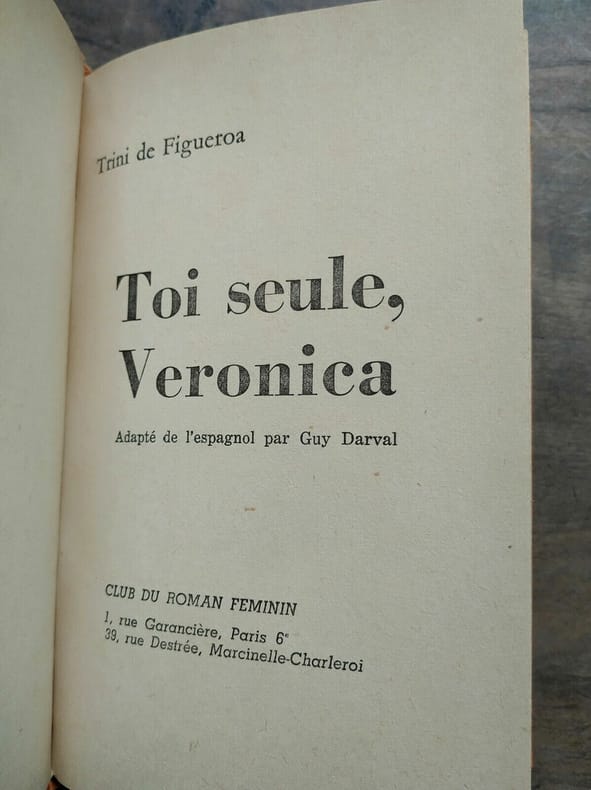 Trini de Figueroa
Toi seule,
Veronica
Adapté de l'espagnol par Guy Darval
CLUB DU ROMAN FEMININ
1, rue Garancière, Paris 6e
39, rue Destrée, Marcinelle-Charleroi